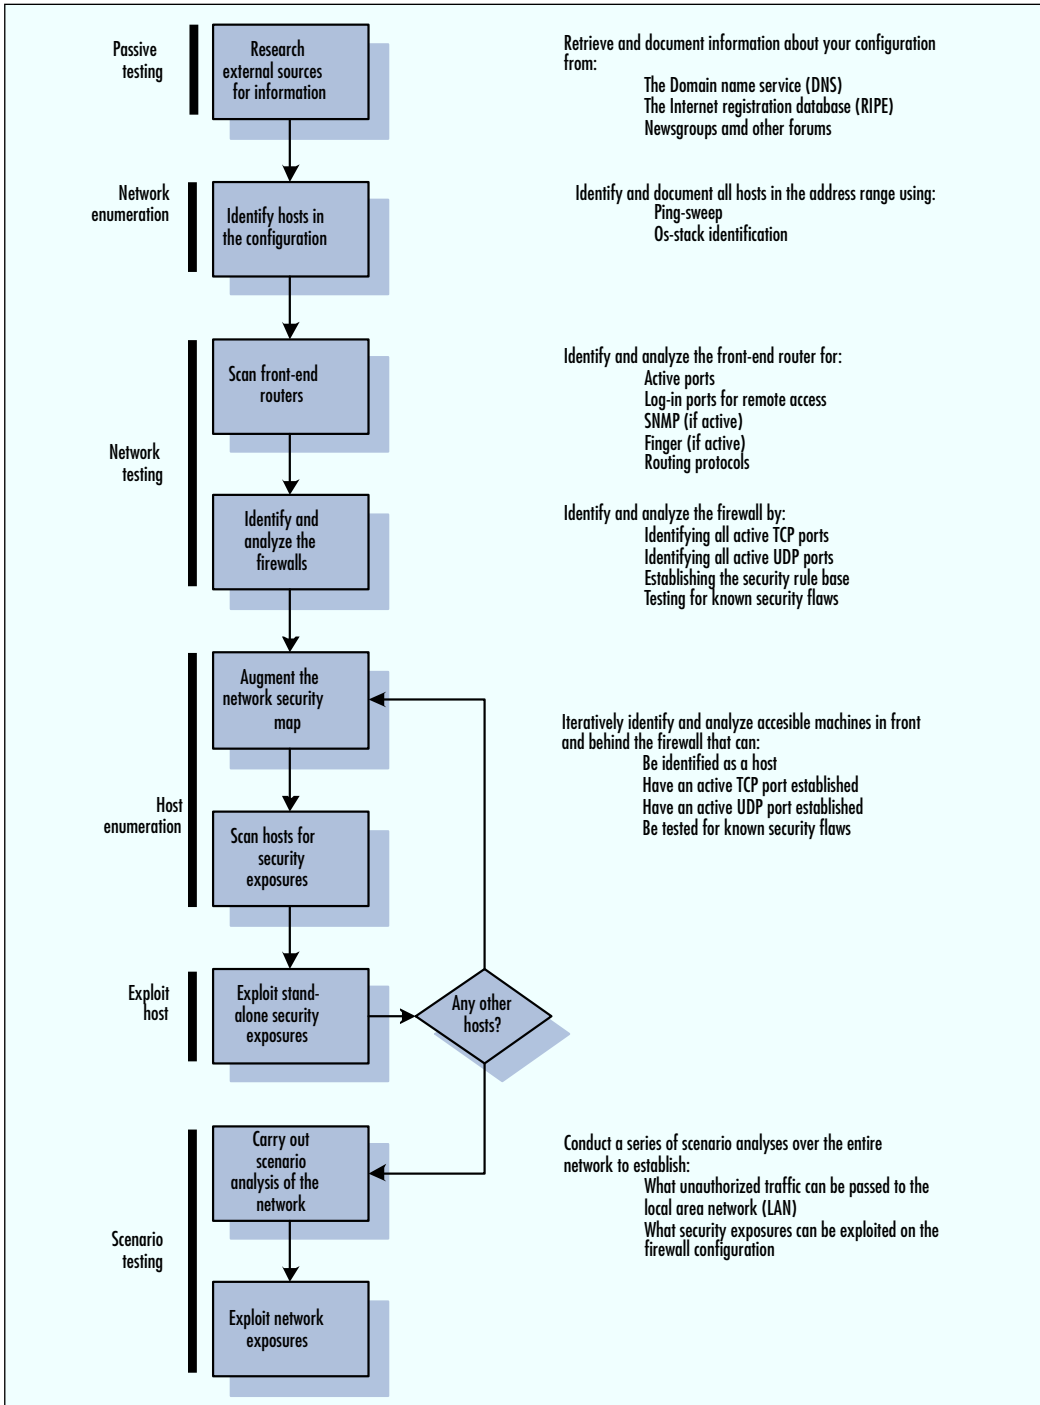 Passive
testing
Research
external sources
for information
Retrieve and document information about your configuration
from:
The Domain name service (DNS)
The Internet registration database (RIPE)
Newsgroups amd other forums
Network
enumeration
Identify hosts in
the configuration
Identify and document all hosts in the address range using:
Ping-sweep
Os-stack identification
Network
testing
Scan front-end
routers
Identify and analyze the front-end router for:
Active ports
Log-in ports for remote access
SNMP (if active)
Finger (if active)
Routing protocols
Identify and
analyze the
firewalls
Identify and analyze the firewall by:
Identifying all active TCP ports
Identifying all active UDP ports
Establishing the security rule base
Testing for known security flaws
Host
enumeration
Augment the
network security
map
Iteratively identify and analyze accesible machines in front
and behind the firewall that can:
Be identified as a host
Have an active TCP port established
Have an active UDP port established
Be tested for known security flaws
Scan hosts for
security
exposures
Exploit
host
Exploit stand-
alone security
exposures
Any other
hosts?
Scenario
testing
Carry out
scenario
analysis of the
network
Conduct a series of scenario analyses over the entire
network to establish:
What unauthorized traffic can be passed to the
local area network (LAN)
What security exposures can be exploited on the
firewall configuration
Exploit network
exposures